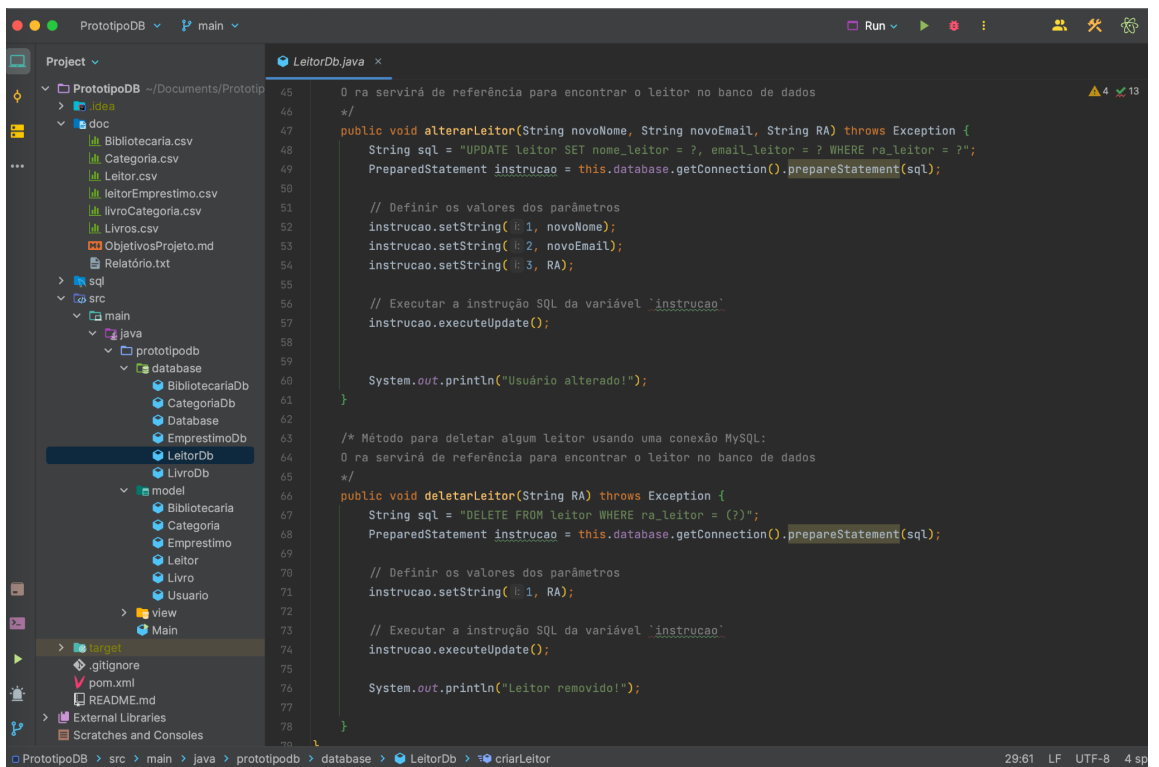 PrototipoDB
main
Run
Project
LeitorDb.java ×
PrototipoDB ~/Documents/Prototip
.idea
doc
Bibliotecaria.csv
Categoria.csv
Leitor.csv
leitorEmprestimo.csv
livroCategoria.csv
Livros.csv
ObjetivosProjeto.md
Relatório.txt
sql
src
main
java
prototipodb
database
BibliotecariaDb
CategoriaDb
Database
EmprestimoDb
LeitorDb
LivroDb
model
Bibliotecaria
Categoria
Emprestimo
Leitor
Livro
Usuario
view
Main
target
.gitignore
pom.xml
README.md
External Libraries
Scratches and Consoles
4 13
45 O ra servirá de referência para encontrar o leitor no banco de dados
46 */
47 public void alterarLeitor(String novoNome, String novoEmail, String RA) throws Exception {
48 String sql = "UPDATE leitor SET nome_leitor = ?, email_leitor = ? WHERE ra_leitor = ?";
49 PreparedStatement instrucao = this.database.getConnection().prepareStatement(sql);
50
51 // Definir os valores dos parâmetros
52 instrucao.setString( i: 1, novoNome);
53 instrucao.setString( i: 2, novoEmail);
54 instrucao.setString( i: 3, RA);
55
56 // Executar a instrução SQL da variável `instrucao`
57 instrucao.executeUpdate();
58
59
60 System.out.println("Usuário alterado!");
61 }
62
63 /* Método para deletar algum leitor usando uma conexão MySQL:
64 O ra servirá de referência para encontrar o leitor no banco de dados
65 */
66 public void deletarLeitor(String RA) throws Exception {
67 String sql = "DELETE FROM leitor WHERE ra_leitor = (?)";
68 PreparedStatement instrucao = this.database.getConnection().prepareStatement(sql);
69
70 // Definir os valores dos parâmetros
71 instrucao.setString( i: 1, RA);
72
73 // Executar a instrução SQL da variável `instrucao`
74 instrucao.executeUpdate();
75
76 System.out.println("Leitor removido!");
77
78 }
79 }
PrototipoDB > src > main > java > prototipodb > database > LeitorDb > criarLeitor
29:61 LF UTF-8 4 sp